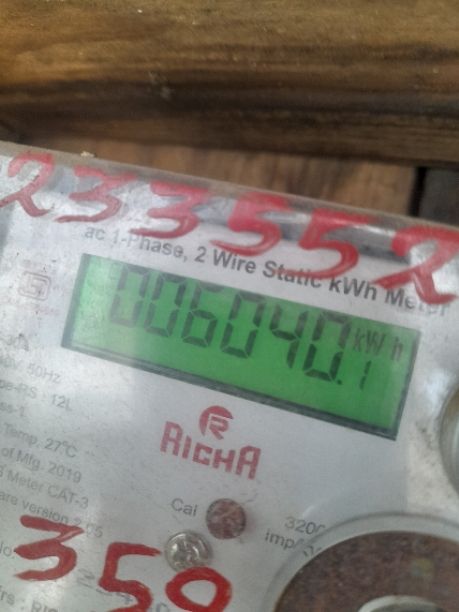 233552
ac 1-Phase, 2 Wire Static kWh Meter
006040.1 kWh
50Hz
RS : 12L
RICHA
Temp. 27°C
of Mfg. 2019
Meter CAT-3
Cal
3200
imp/
350